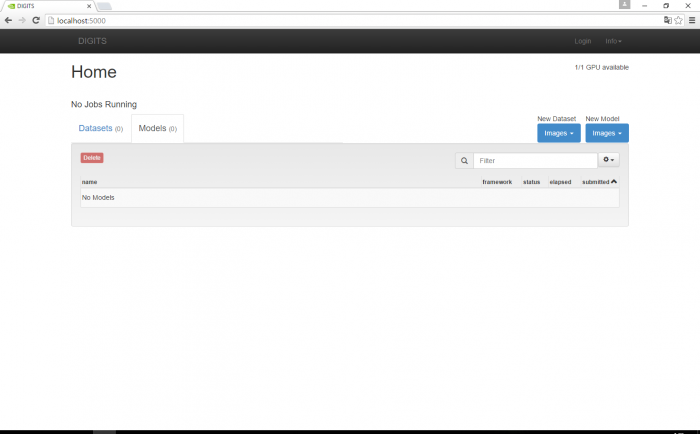 DIGITS
localhost:5000
DIGITS Login Info
Home
1/1 GPU available
No Jobs Running
New Dataset New Model
Datasets (0) Models (0) Images Images
Delete
Filter
name framework status elapsed submitted
No Models